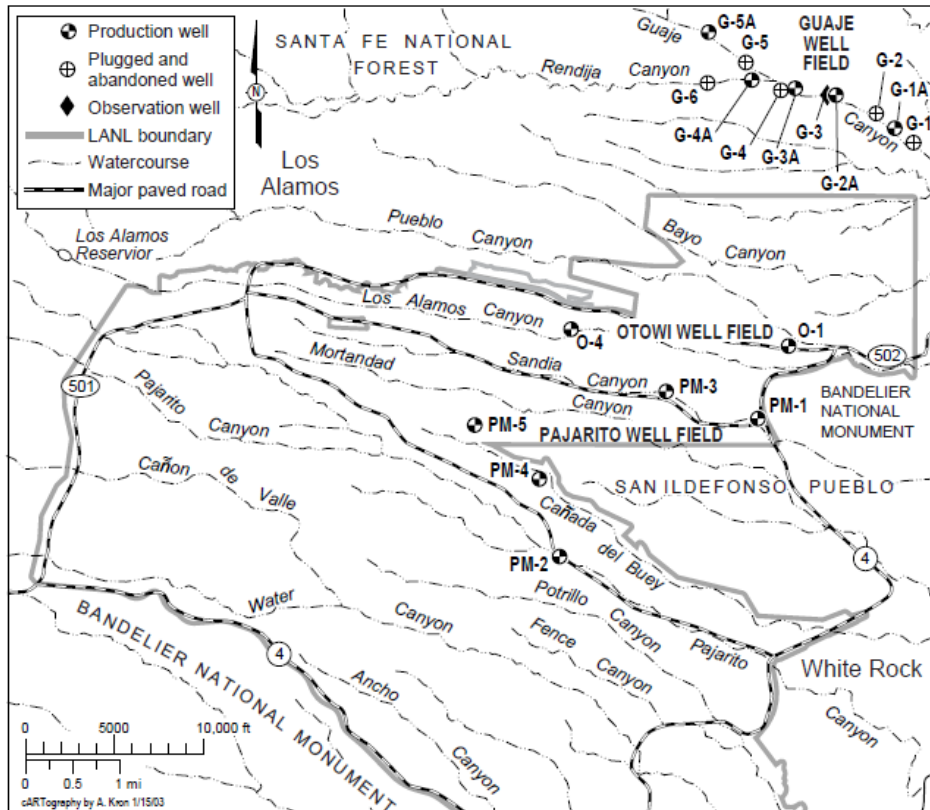 Production well
Plugged and
abandoned well
Observation well
LANL boundary
Watercourse
Major paved road
SANTA FE NATIONAL
FOREST
N
Guaje
G-5A
G-5
GUAJE
WELL
FIELD
G-2
G-1A
Rendija Canyon
G-6
G-4A
G-4
G-3A
G-3
Canyon
G-1
G-2A
Los
Alamos
Los Alamos
Reservior
Pueblo Canyon
Bayo Canyon
Los Alamos Canyon
O-4
OTOWI WELL FIELD
O-1
502
501
Mortandad
Sandia Canyon
Canyon
PM-3
PM-1
BANDELIER
NATIONAL
MONUMENT
Pajarito
Canyon
PM-5
PAJARITO WELL FIELD
Cañon de Valle
PM-4
SAN ILDEFONSO PUEBLO
Cañada del Buey
4
PM-2
Water Canyon
Potrillo Canyon
Fence Canyon
Pajarito
White Rock
Canyon
BANDELIER NATIONAL MONUMENT
4
Ancho Canyon
0 5000 10,000 ft
0 0.5 1 mi
cARTography by A. Kron 1/15/03